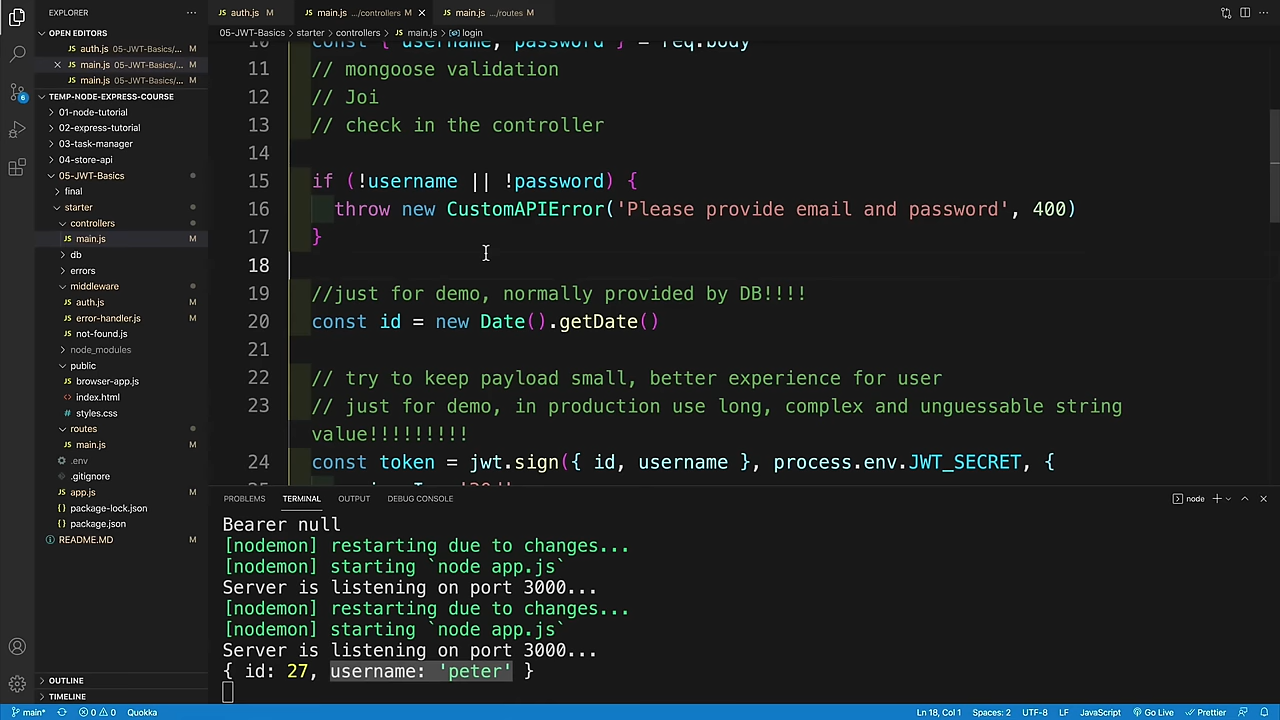 EXPLORER
OPEN EDITORS
auth.js 05-JWT-Basics/... M
main.js 05-JWT-Basics/... M
main.js 05-JWT-Basics/... M
TEMP-NODE-EXPRESS-COURSE
01-node-tutorial
02-express-tutorial
03-task-manager
04-store-api
05-JWT-Basics
final
starter
controllers
main.js M
db
errors
middleware
auth.js M
error-handler.js M
not-found.js M
node_modules
public
browser-app.js M
index.html M
styles.css M
routes
main.js M
.env
.gitignore
app.js M
package-lock.json M
package.json M
README.MD M
OUTLINE
TIMELINE
auth.js M
main.js .../controllers M
main.js .../routes M
05-JWT-Basics > starter > controllers > main.js > login
10 const { username, password } = req.body
11 // mongoose validation
12 // Joi
13 // check in the controller
14
15 if (!username || !password) {
16 throw new CustomAPIError('Please provide email and password', 400)
17 }
18
19 //just for demo, normally provided by DB!!!!
20 const id = new Date().getDate()
21
22 // try to keep payload small, better experience for user
23 // just for demo, in production use long, complex and unguessable string
value!!!!!!!!!
24 const token = jwt.sign({ id, username }, process.env.JWT_SECRET, {
PROBLEMS TERMINAL OUTPUT DEBUG CONSOLE node
Bearer null
[nodemon] restarting due to changes...
[nodemon] starting `node app.js`
Server is listening on port 3000...
[nodemon] restarting due to changes...
[nodemon] starting `node app.js`
Server is listening on port 3000...
{ id: 27, username: 'peter' }
6
main* 0 0 Quokka Ln 18, Col 1 Spaces: 2 UTF-8 LF JavaScript Go Live Prettier